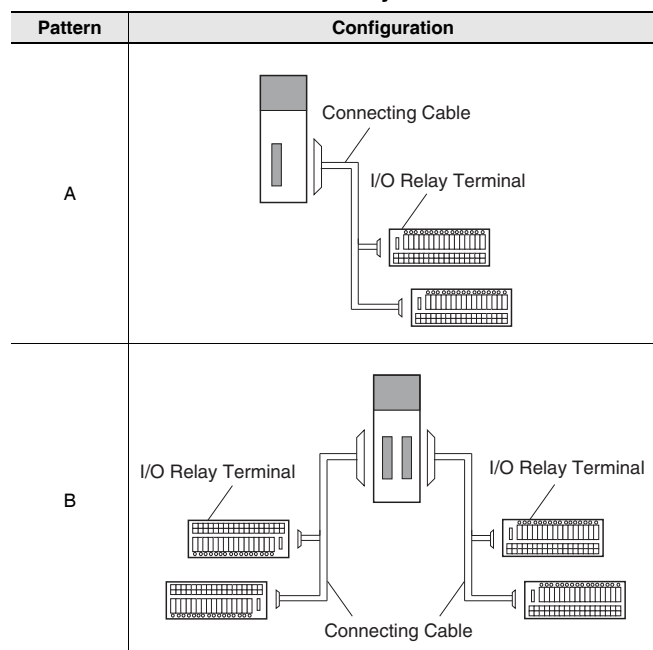 Pattern Configuration
A
Connecting Cable
I/O Relay Terminal
B
I/O Relay Terminal I/O Relay Terminal
Connecting Cable